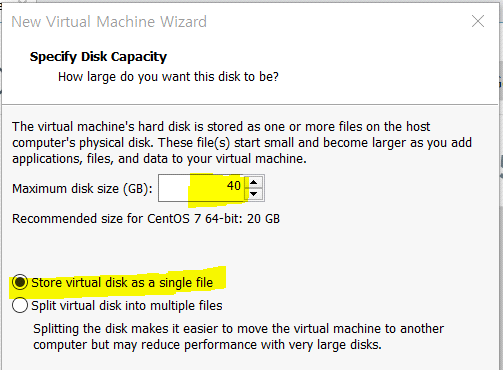 New Virtual Machine Wizard
Specify Disk Capacity
How large do you want this disk to be?
The virtual machine's hard disk is stored as one or more files on the host
computer's physical disk. These file(s) start small and become larger as you add
applications, files, and data to your virtual machine.
Maximum disk size (GB): 40
Recommended size for CentOS 7 64-bit: 20 GB
Store virtual disk as a single file
Split virtual disk into multiple files
Splitting the disk makes it easier to move the virtual machine to another
computer but may reduce performance with very large disks.